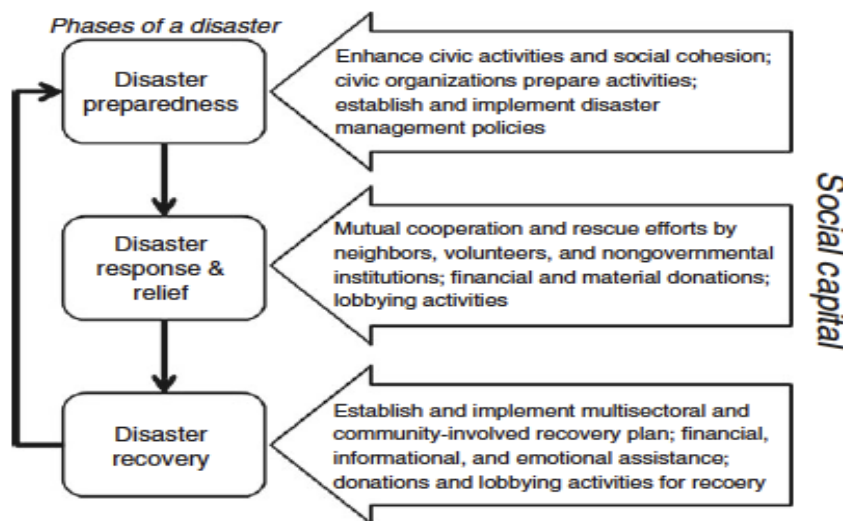 Phases of a disaster
Disaster
preparedness
Enhance civic activities and social cohesion;
civic organizations prepare activities;
establish and implement disaster
management policies
Disaster
response &
relief
Mutual cooperation and rescue efforts by
neighbors, volunteers, and nongovernmental
institutions; financial and material donations;
lobbying activities
Disaster
recovery
Establish and implement multisectoral and
community-involved recovery plan; financial,
informational, and emotional assistance;
donations and lobbying activities for recoery
Social capital